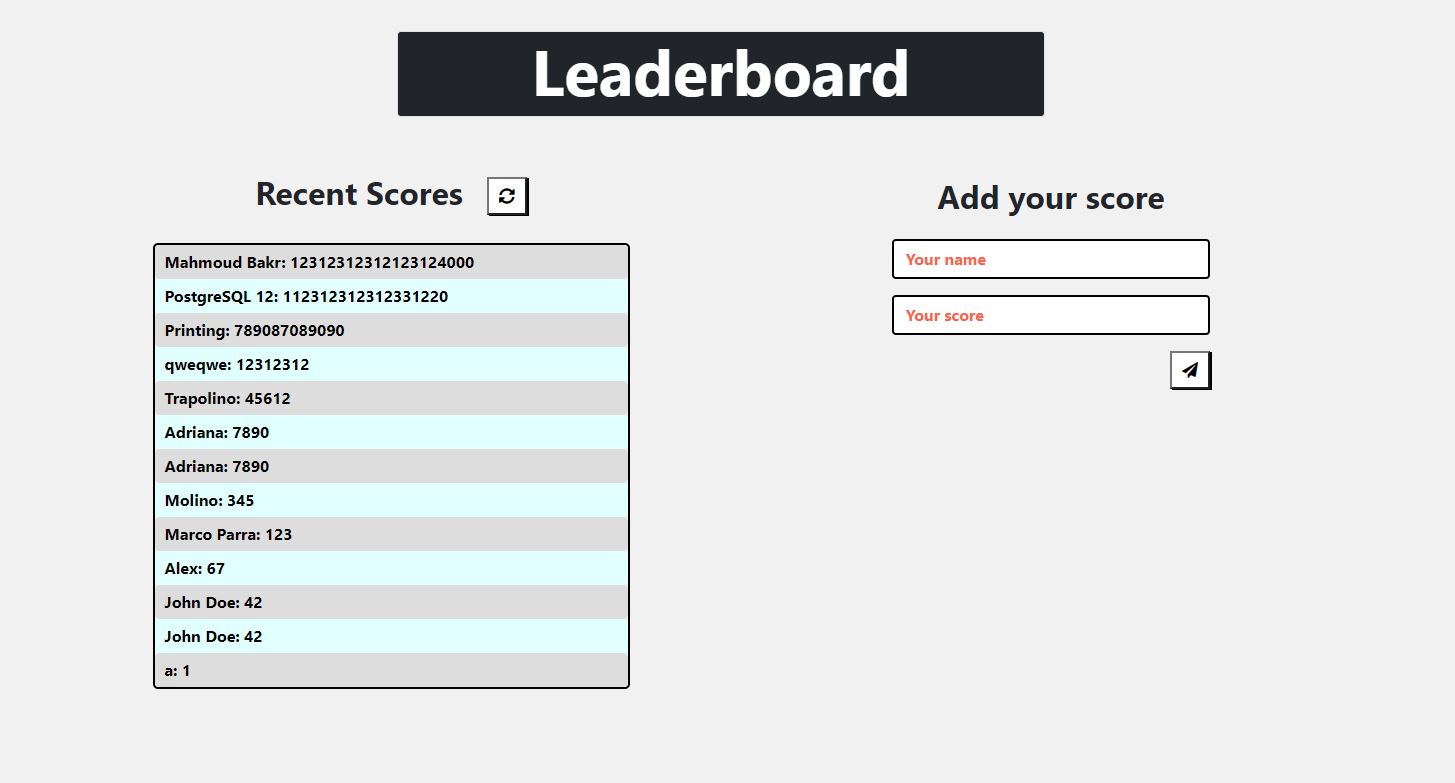 Leaderboard
Recent Scores
Mahmoud Bakr: 12312312312123124000
PostgreSQL 12: 112312312312331220
Printing: 789087089090
qweqwe: 12312312
Trapolino: 45612
Adriana: 7890
Adriana: 7890
Molino: 345
Marco Parra: 123
Alex: 67
John Doe: 42
John Doe: 42
a: 1
Add your score
Your name
Your score